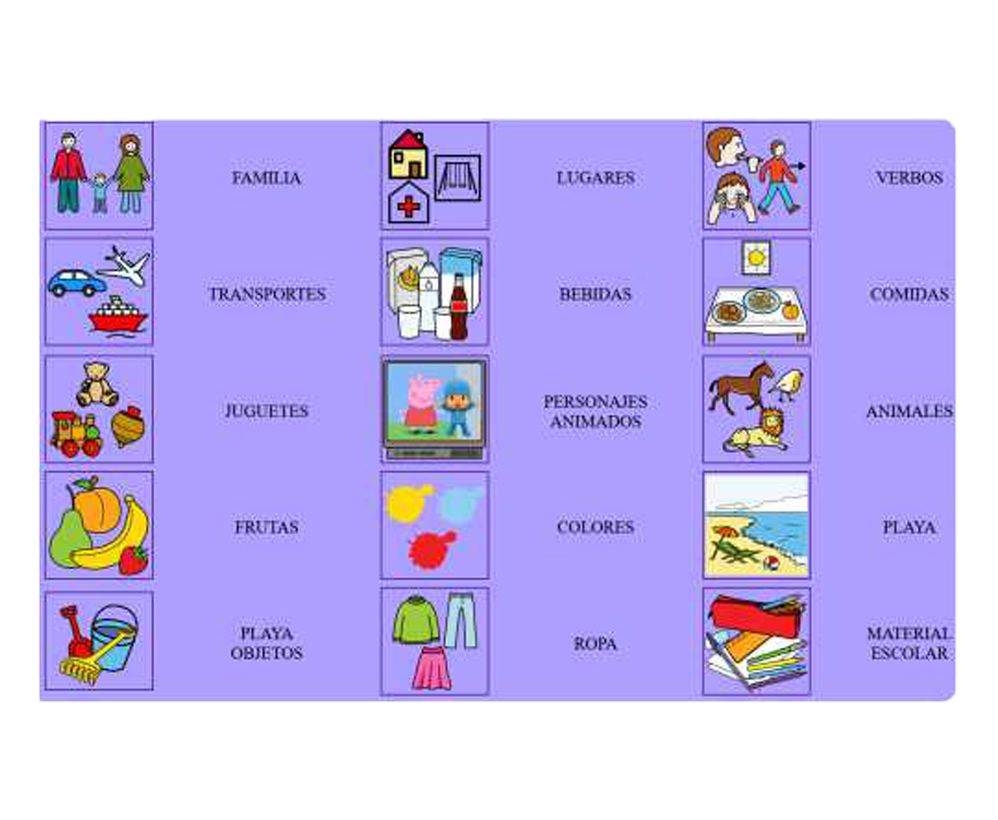 FAMILIA
LUGARES
VERBOS
TRANSPORTES
BEBIDAS
COMIDAS
JUGUETES
PERSONAJES
ANIMADOS
ANIMALES
FRUTAS
COLORES
PLAYA
PLAYA
OBJETOS
ROPA
MATERIAL
ESCOLAR